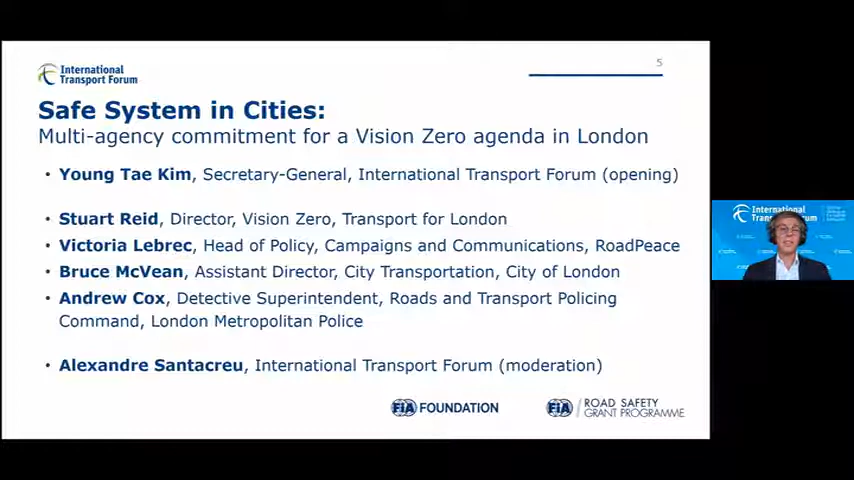 5
International
Transport Forum
Safe System in Cities:
Multi-agency commitment for a Vision Zero agenda in London
• Young Tae Kim, Secretary-General, International Transport Forum (opening)
• Stuart Reid, Director, Vision Zero, Transport for London
• Victoria Lebrec, Head of Policy, Campaigns and Communications, RoadPeace
• Bruce McVean, Assistant Director, City Transportation, City of London
• Andrew Cox, Detective Superintendent, Roads and Transport Policing
Command, London Metropolitan Police
• Alexandre Santacreu, International Transport Forum (moderation)
FIA FOUNDATION
FIA ROAD SAFETY
GRANT PROGRAMME
International
Transport Forum